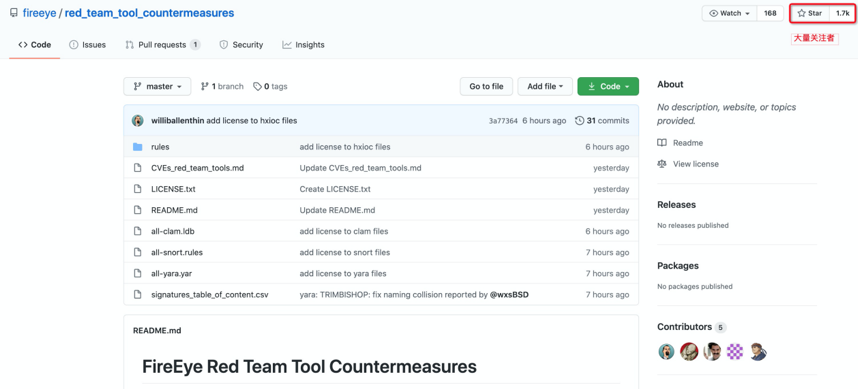 fireeye / red_team_tool_countermeasures
Watch 168
Star 1.7k
大量关注者
Code Issues Pull requests 1 Security Insights
master 1 branch 0 tags Go to file Add file Code
williballenthin add license to hxioc files 3a77364 6 hours ago 31 commits
rules add license to hxioc files 6 hours ago
CVEs_red_team_tools.md Update CVEs_red_team_tools.md yesterday
LICENSE.txt Create LICENSE.txt yesterday
README.md Update README.md yesterday
all-clam.ldb add license to clam files 6 hours ago
all-snort.rules add license to snort files 7 hours ago
all-yara.yar add license to yara files 7 hours ago
signatures_table_of_content.csv yara: TRIMBISHOP: fix naming collision reported by @wxsBSD 7 hours ago
README.md
FireEye Red Team Tool Countermeasures
About
No description, website, or topics
provided.
Readme
View license
Releases
No releases published
Packages
No packages published
Contributors 5